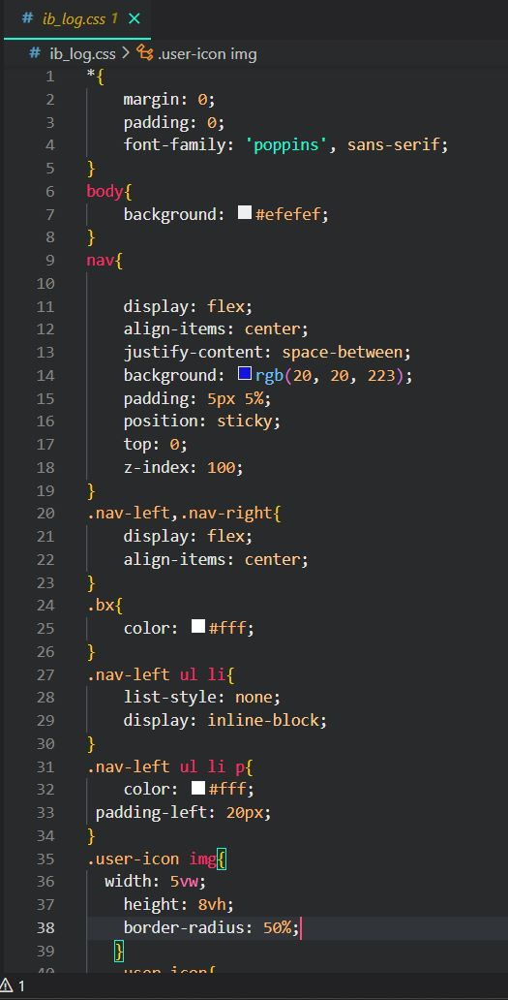 # ib_log.css 1 ×
# ib_log.css > .user-icon img
1 *{
2 margin: 0;
3 padding: 0;
4 font-family: 'poppins', sans-serif;
5 }
6 body{
7 background: #efefef;
8 }
9 nav{
10
11 display: flex;
12 align-items: center;
13 justify-content: space-between;
14 background: rgb(20, 20, 223);
15 padding: 5px 5%;
16 position: sticky;
17 top: 0;
18 z-index: 100;
19 }
20 .nav-left,.nav-right{
21 display: flex;
22 align-items: center;
23 }
24 .bx{
25 color: #fff;
26 }
27 .nav-left ul li{
28 list-style: none;
29 display: inline-block;
30 }
31 .nav-left ul li p{
32 color: #fff;
33 padding-left: 20px;
34 }
35 .user-icon img{
36 width: 5vw;
37 height: 8vh;
38 border-radius: 50%;
39 }
40 .user-icon{
1